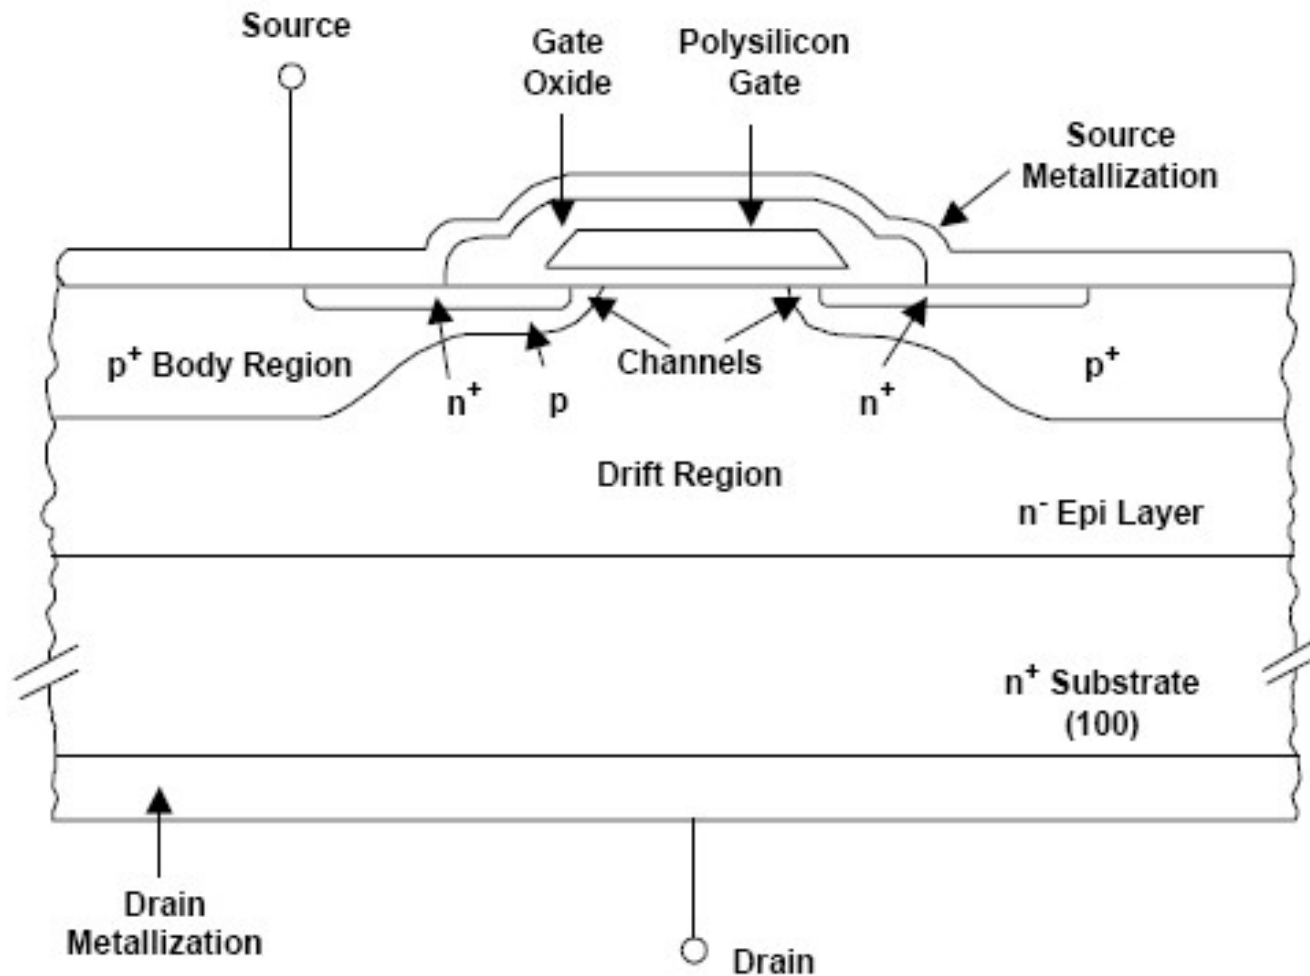 Source
Gate
Oxide
Polysilicon
Gate
Source
Metallization
p+ Body Region
n+
p
Channels
n+
p+
Drift Region
n- Epi Layer
n+ Substrate
(100)
Drain
Metallization
Drain